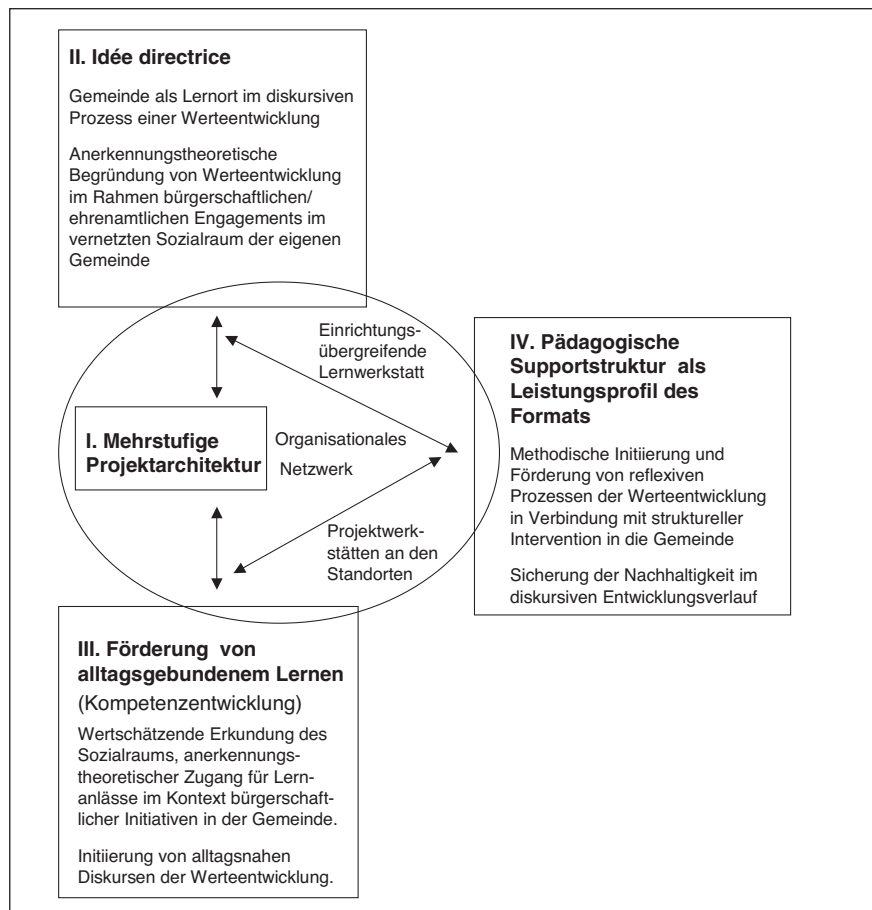 II. Idée directrice
Gemeinde als Lernort im diskursiven
Prozess einer Werteentwicklung
Anerkennungstheoretische
Begründung von Werteentwicklung
im Rahmen bürgerschaftlichen/
ehrenamtlichen Engagements im
vernetzten Sozialraum der eigenen
Gemeinde
Einrichtungs-
übergreifende
Lernwerkstatt
I. Mehrstufige
Projektarchitektur
Organisationales
Netzwerk
Projektwerk-
stätten an den
Standorten
IV. Pädagogische
Supportstruktur als
Leistungsprofil des
Formats
Methodische Initiierung und
Förderung von reflexiven
Prozessen der Werteentwicklung
in Verbindung mit struktureller
Intervention in die Gemeinde
Sicherung der Nachhaltigkeit im
diskursiven Entwicklungsverlauf
III. Förderung von
alltagsgebundenem Lernen
(Kompetenzentwicklung)
Wertschätzende Erkundung des
Sozialraums, anerkennungs-
theoretischer Zugang für Lern-
anlässe im Kontext bürgerschaft-
licher Initiativen in der Gemeinde.
Initiierung von alltagsnahen
Diskursen der Werteentwicklung.